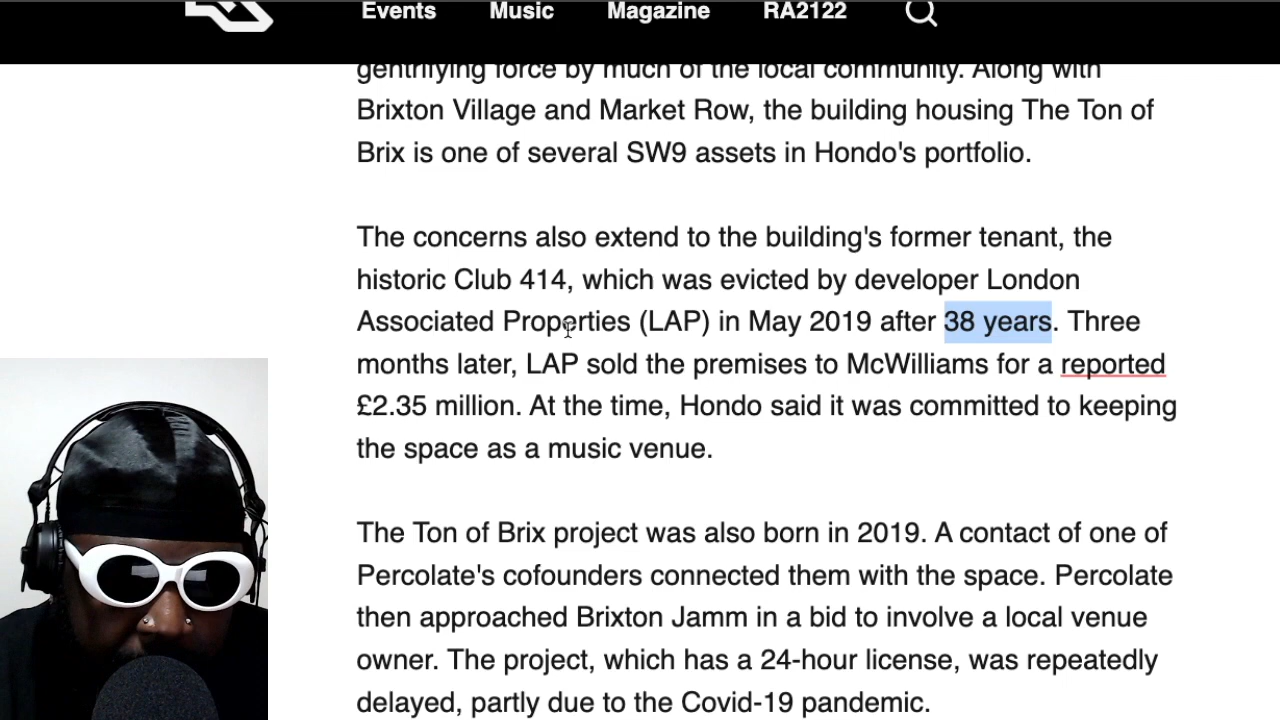 Events Music Magazine RA2122
gentrifying force by much of the local community. Along with
Brixton Village and Market Row, the building housing The Ton of
Brix is one of several SW9 assets in Hondo's portfolio.
The concerns also extend to the building's former tenant, the
historic Club 414, which was evicted by developer London
Associated Properties (LAP) in May 2019 after 38 years. Three
months later, LAP sold the premises to McWilliams for a reported
£2.35 million. At the time, Hondo said it was committed to keeping
the space as a music venue.
The Ton of Brix project was also born in 2019. A contact of one of
Percolate's cofounders connected them with the space. Percolate
then approached Brixton Jamm in a bid to involve a local venue
owner. The project, which has a 24-hour license, was repeatedly
delayed, partly due to the Covid-19 pandemic.